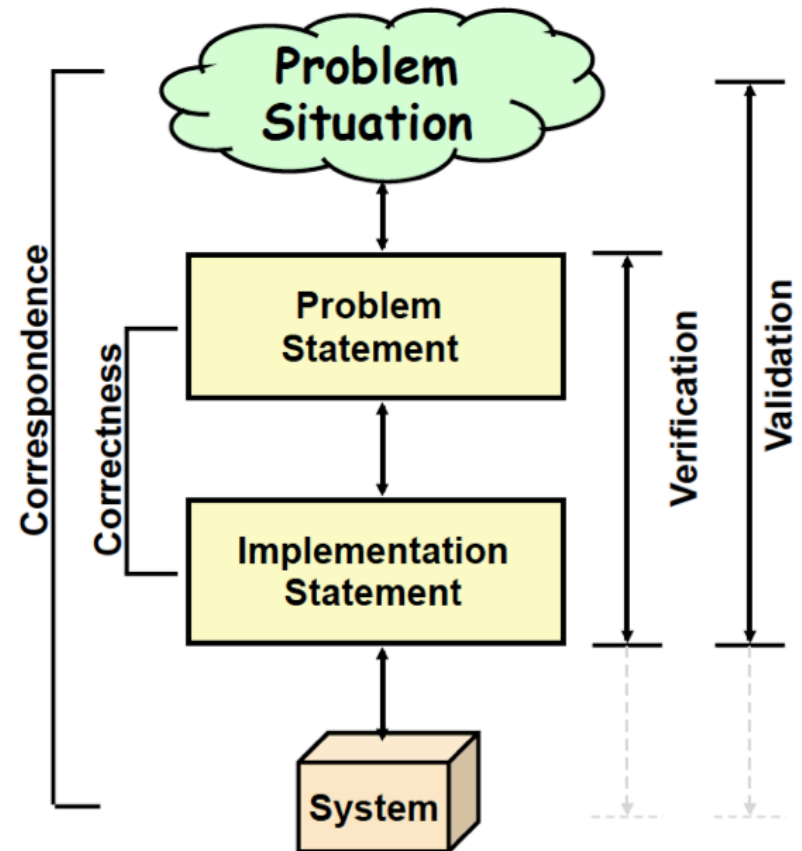 Problem
Situation
Problem
Statement
Implementation
Statement
System
Correspondence
Correctness
Verification
Validation